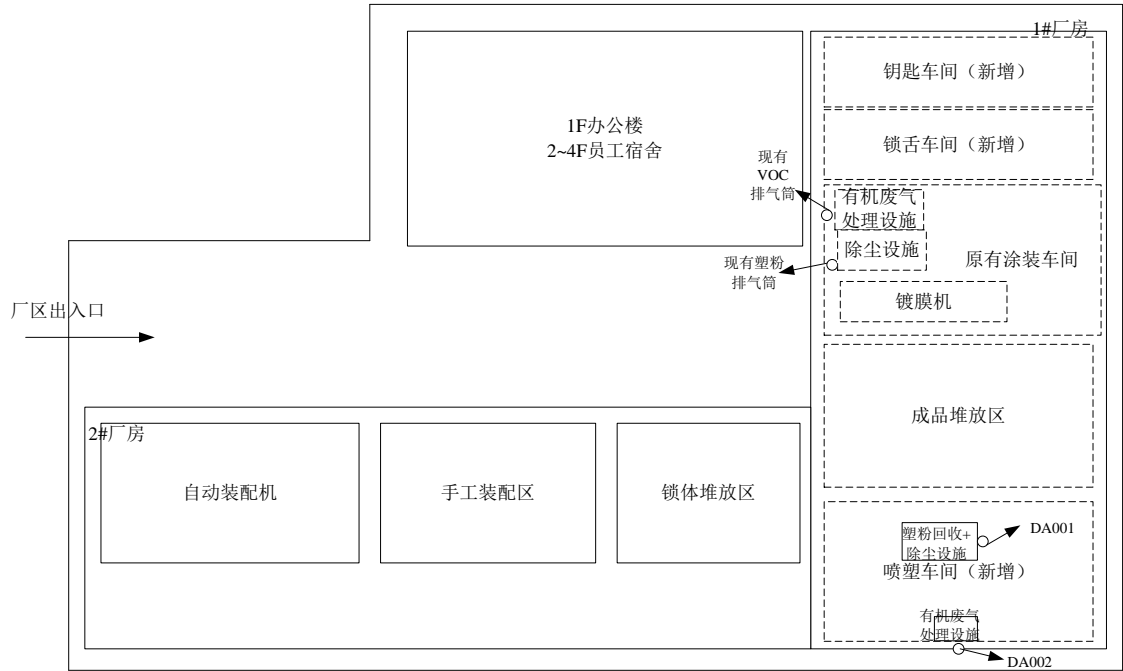 1#厂房
钥匙车间（新增）
1F办公楼
2~4F员工宿舍
锁舌车间（新增）
现有
VOC
排气筒
有机废气
处理设施
除尘设施
原有涂装车间
现有塑粉
排气筒
镀膜机
厂区出入口
成品堆放区
2#厂房
自动装配机
手工装配区
锁体堆放区
塑粉回收+
除尘设施
DA001
喷塑车间（新增）
有机废气
处理设施
DA002